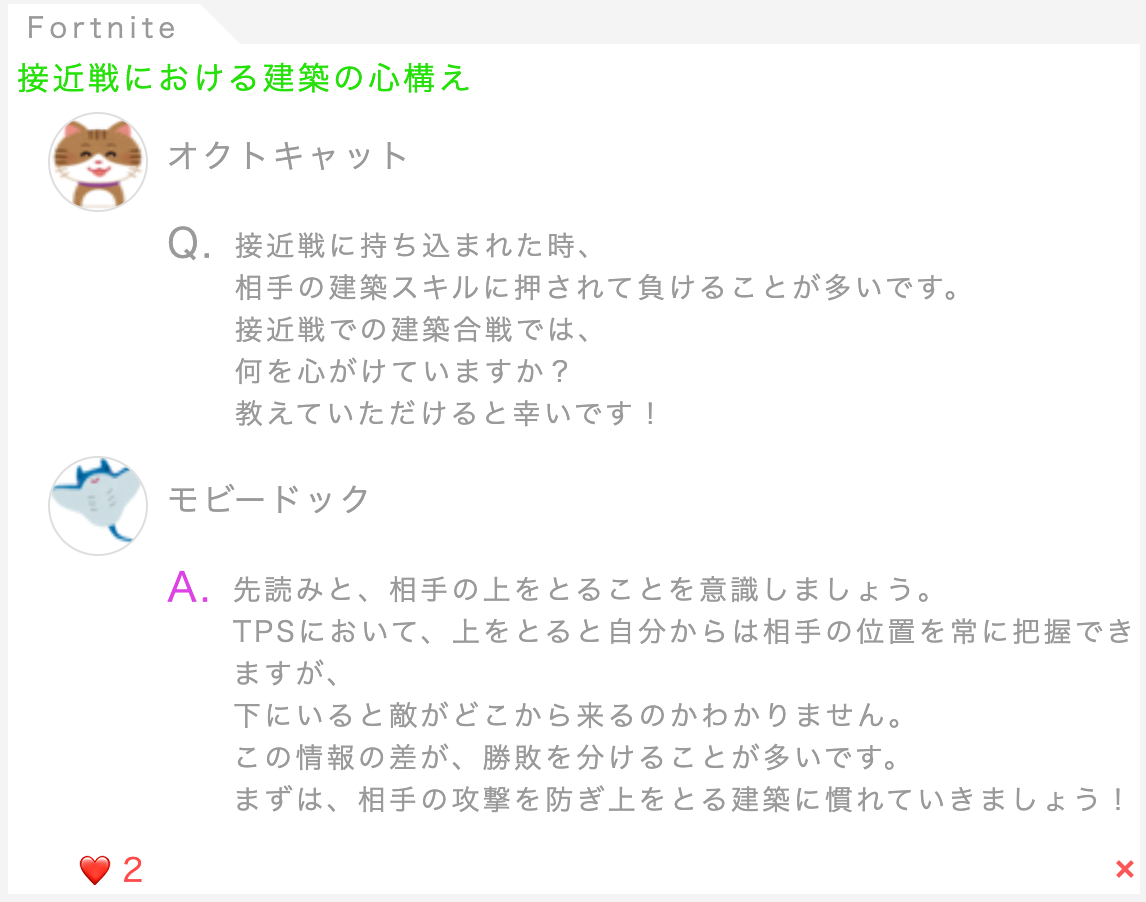 Fortnite
接近戦における建築の心構え
オクトキャット
Q. 接近戦に持ち込まれた時、
相手の建築スキルに押されて負けることが多いです。
接近戦での建築合戦では、
何を心がけていますか？
教えていただけると幸いです！
モビードック
A. 先読みと、相手の上をとることを意識しましょう。
TPSにおいて、上をとると自分からは相手の位置を常に把握でき
ますが、
下にいると敵がどこから来るのかわかりません。
この情報の差が、勝敗を分けることが多いです。
まずは、相手の攻撃を防ぎ上をとる建築に慣れていきましょう！
❤️ 2
×